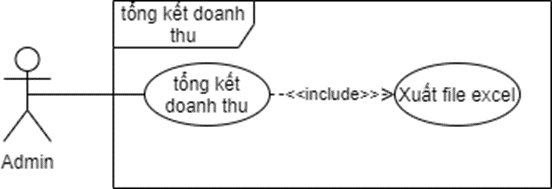 tổng kết doanh
thu
tổng kết
doanh thu
<<include>>
Xuất file excel
Admin